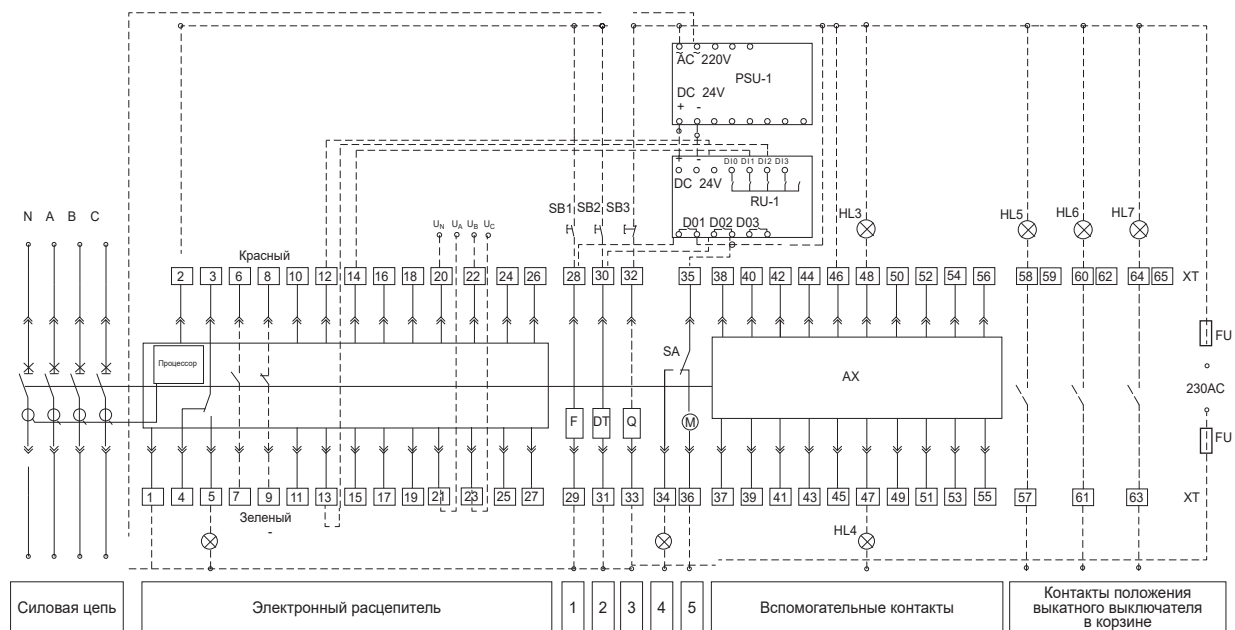 AC 220V
PSU-1
DC 24V
+ -
+ -
DI0 DI1 DI2 DI3
DC 24V
RU-1
D01 D02 D03
SB1 SB2 SB3
HL3
HL5
HL6
HL7
N A B C
UN UA UB UC
Красный
2 3 6 8 10 12 14 16 18 20 22 24 26 28 30 32 35 38 40 42 44 46 48 50 52 54 56 58 59 60 62 64 65 XT
FU
Процессор
SA
AX
230AC
F DT Q M
FU
1 4 5 7 9 11 13 15 17 19 21 23 25 27 29 31 33 34 36 37 39 41 43 45 47 49 51 53 55 57 61 63 XT
Зеленый
-
HL4
Силовая цепь
Электронный расцепитель
1 2 3 4 5
Вспомогательные контакты
Контакты положения
выкатного выключателя
в корзине